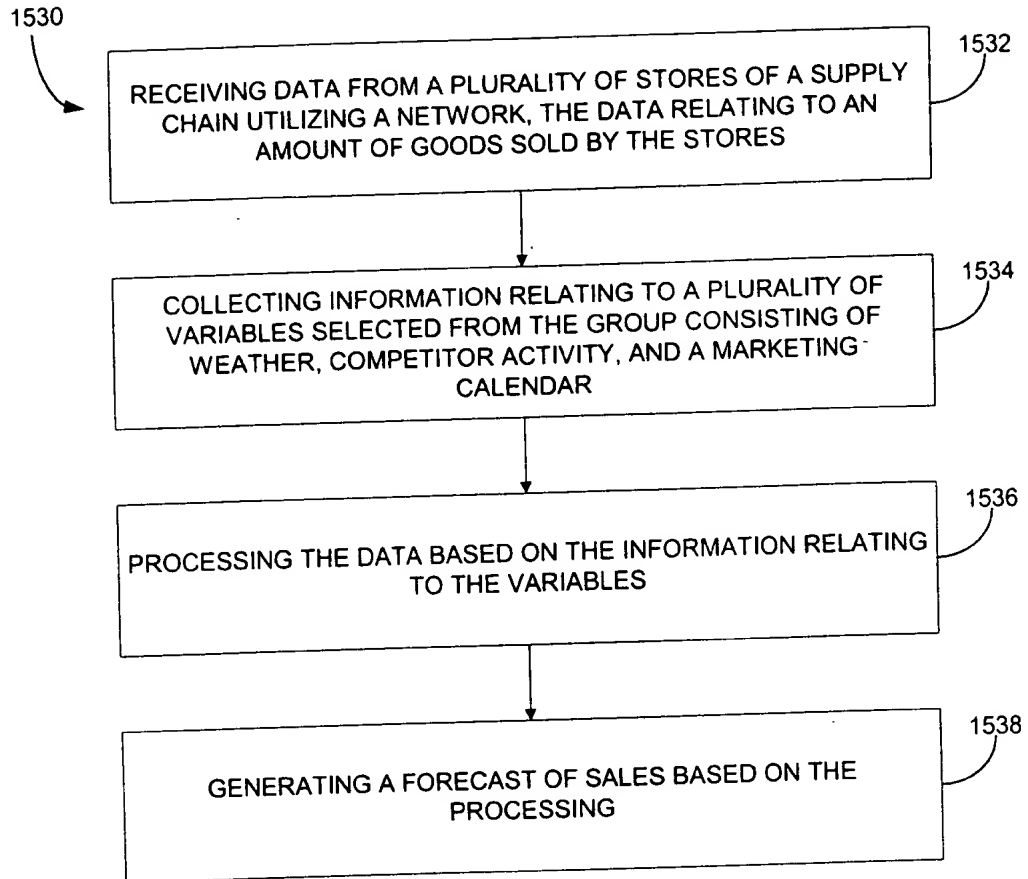 1530
1532
RECEIVING DATA FROM A PLURALITY OF STORES OF A SUPPLY
CHAIN UTILIZING A NETWORK, THE DATA RELATING TO AN
AMOUNT OF GOODS SOLD BY THE STORES
1534
COLLECTING INFORMATION RELATING TO A PLURALITY OF
VARIABLES SELECTED FROM THE GROUP CONSISTING OF
WEATHER, COMPETITOR ACTIVITY, AND A MARKETING
CALENDAR
1536
PROCESSING THE DATA BASED ON THE INFORMATION RELATING
TO THE VARIABLES
1538
GENERATING A FORECAST OF SALES BASED ON THE
PROCESSING